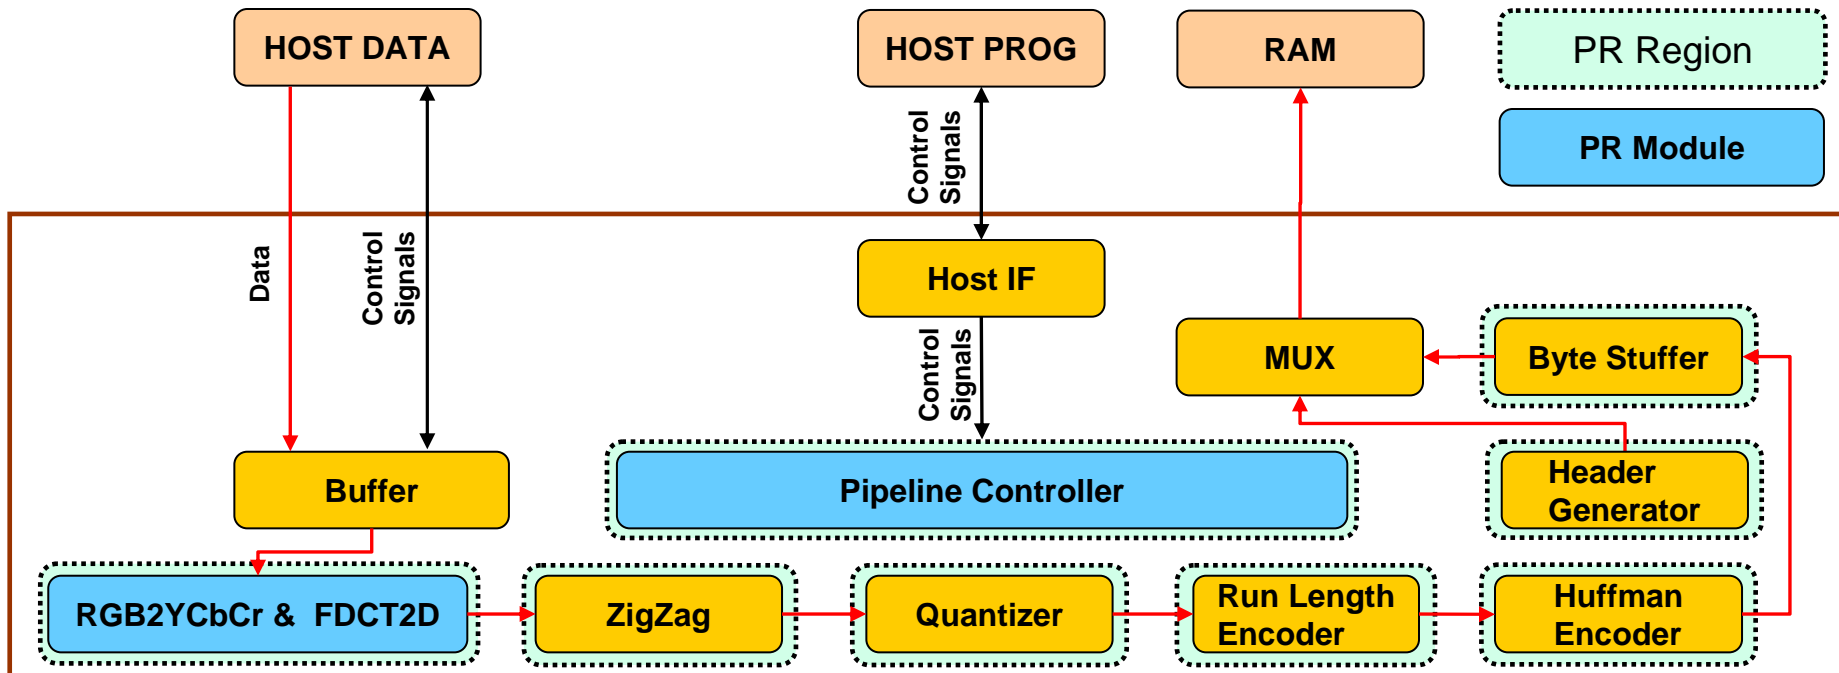 HOST DATA
HOST PROG
RAM
PR Region
PR Module
Control
Signals
Data
Control
Signals
Host IF
Control
Signals
MUX
Byte Stuffer
Buffer
Pipeline Controller
Header
Generator
RGB2YCbCr & FDCT2D
ZigZag
Quantizer
Run Length
Encoder
Huffman
Encoder